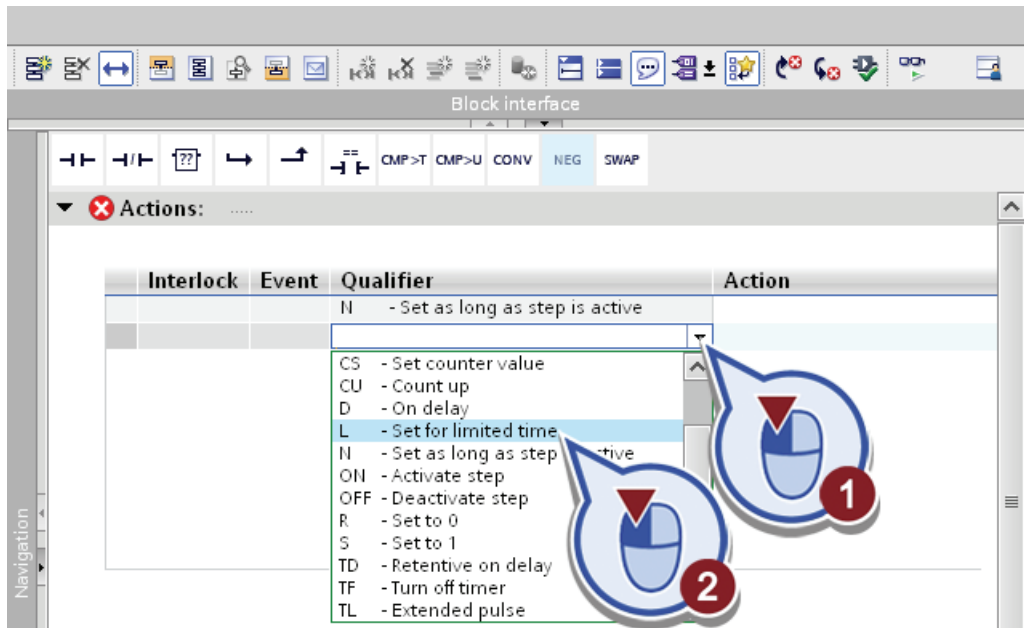 Block interface
?? == CMP>T CMP>U CONV NEG SWAP
Actions: .....
Interlock Event Qualifier Action
N - Set as long as step is active
CS - Set counter value
CU - Count up
D - On delay
L - Set for limited time
N - Set as long as step
ON - Activate step
OFF - Deactivate step
R - Set to 0
S - Set to 1
TD - Retentive on delay
TF - Turn off timer
TL - Extended pulse
1
2
Navigation